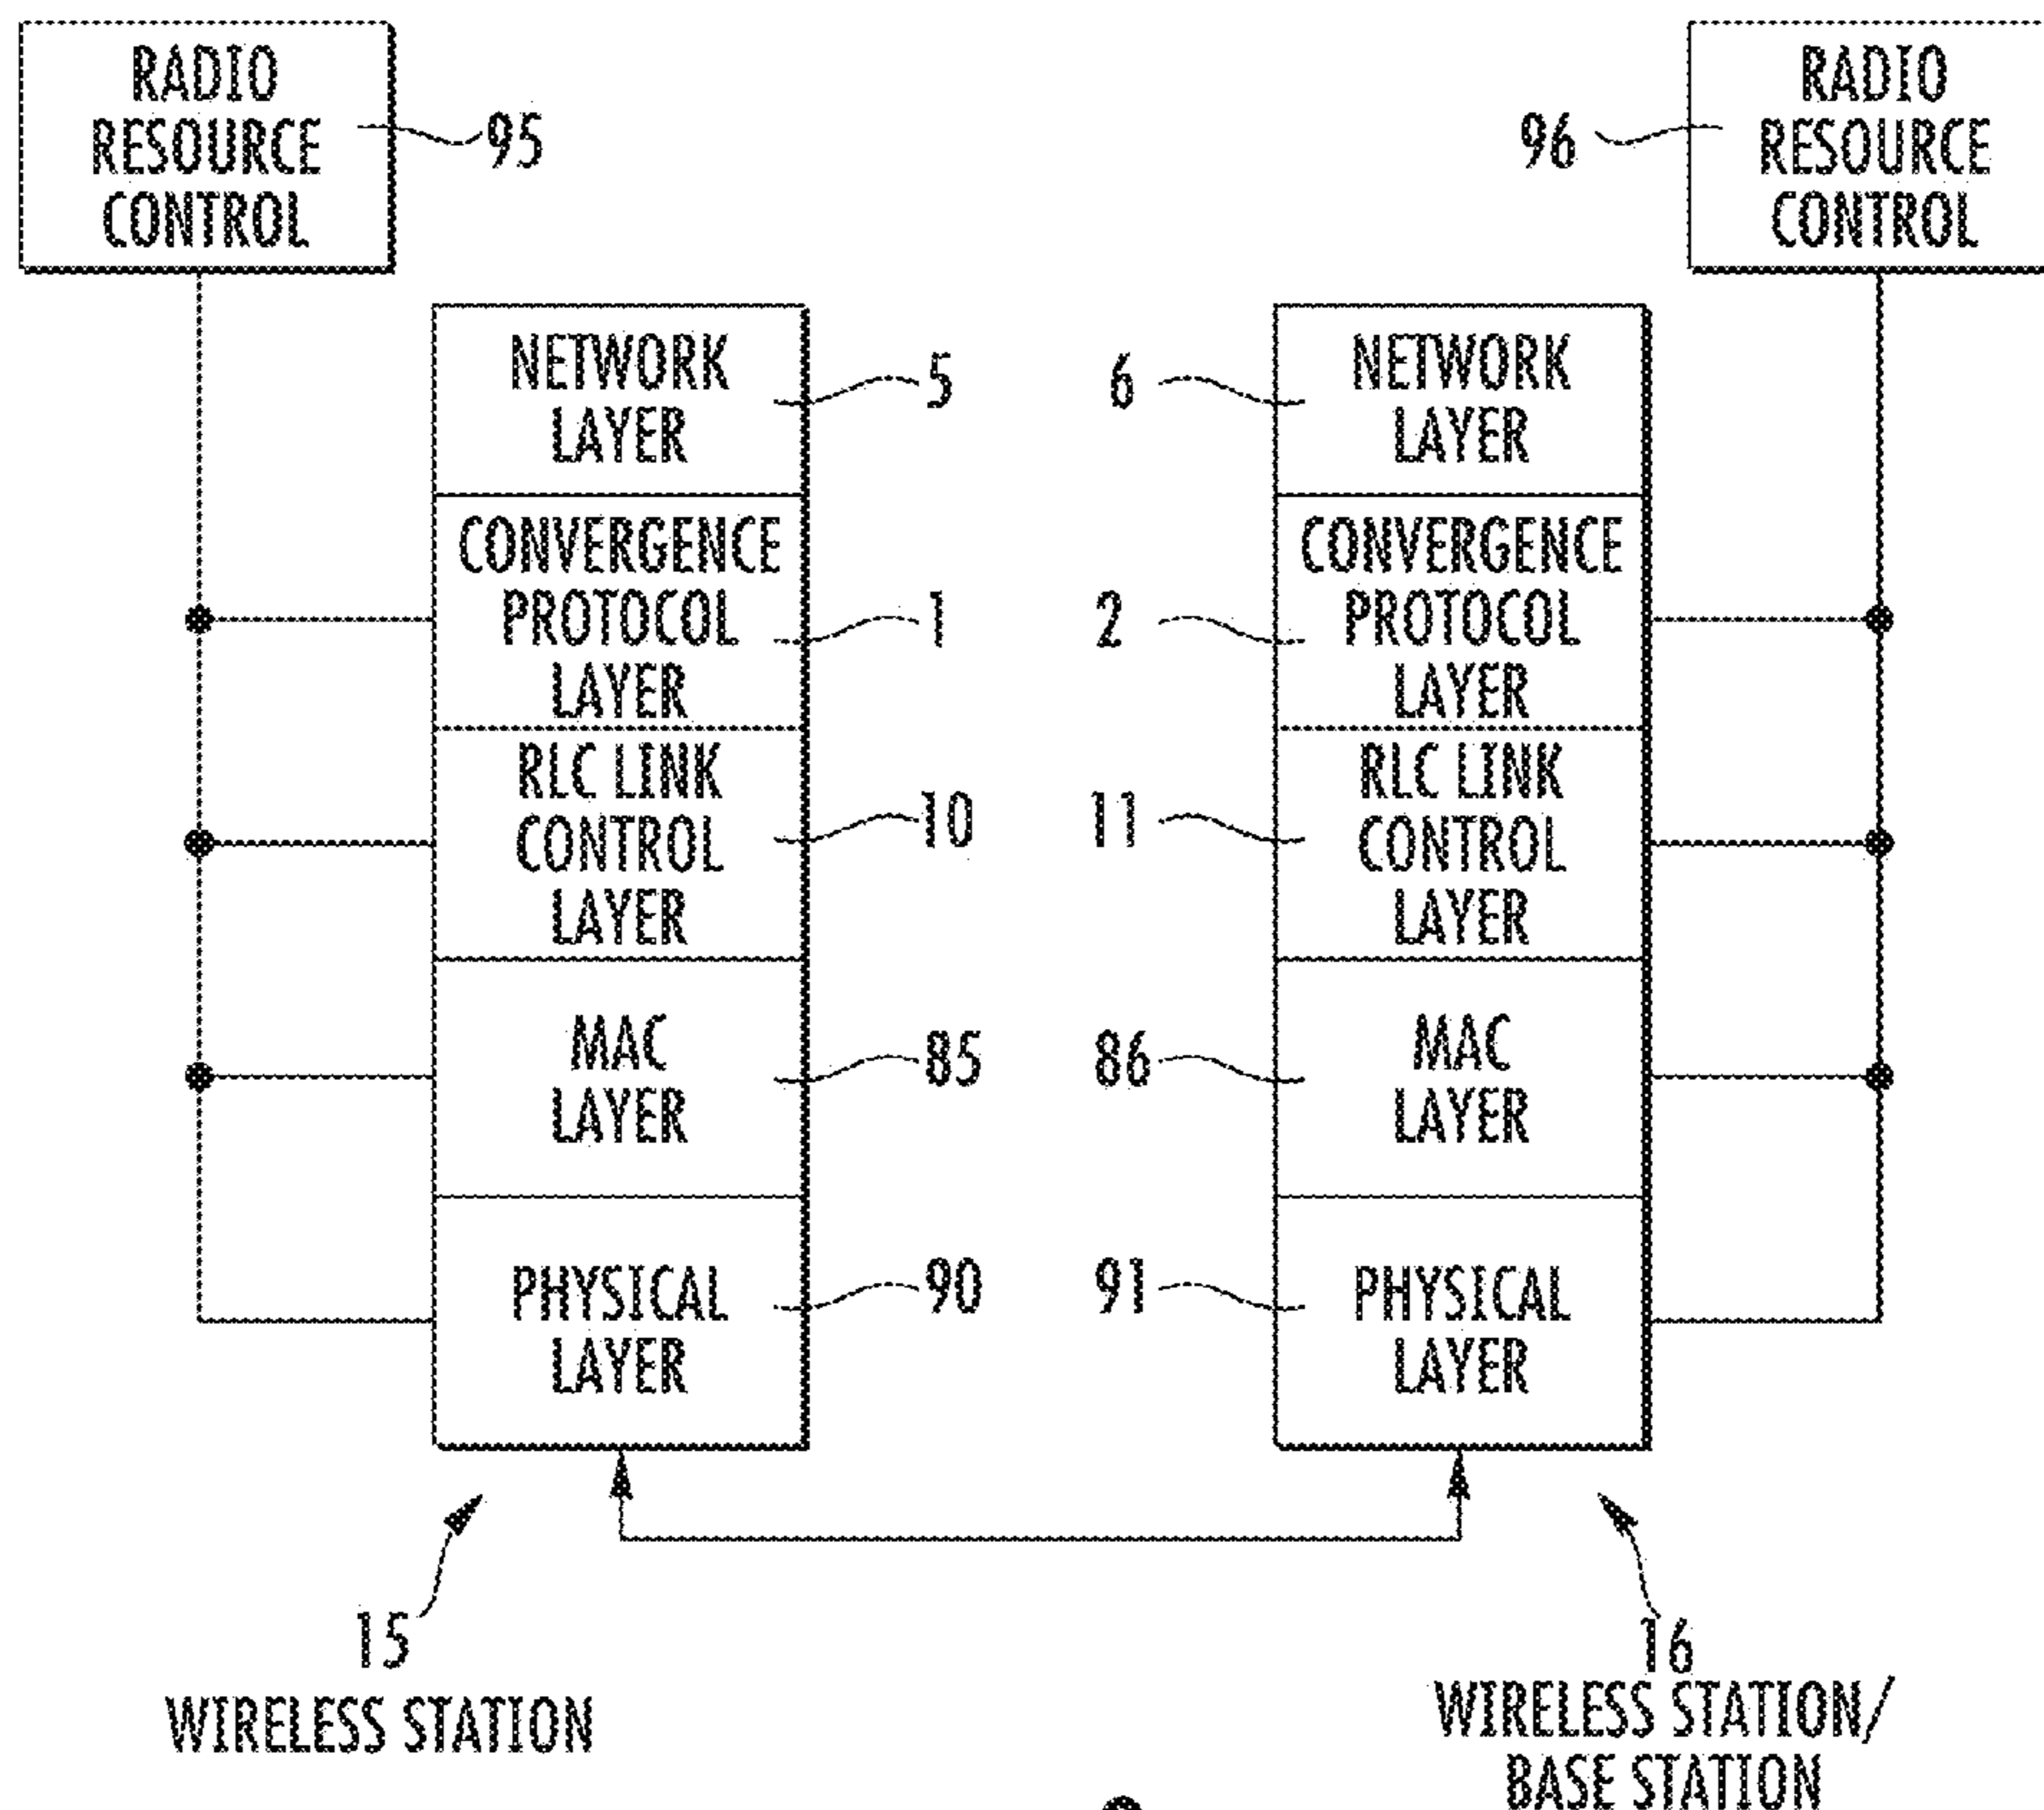 RADIO
RESOURCE
CONTROL
95
96
RADIO
RESOURCE
CONTROL
NETWORK
LAYER
5
6
NETWORK
LAYER
CONVERGENCE
PROTOCOL
LAYER
1
2
CONVERGENCE
PROTOCOL
LAYER
RLC LINK
CONTROL
LAYER
10
11
RLC LINK
CONTROL
LAYER
MAC
LAYER
85
86
MAC
LAYER
PHYSICAL
LAYER
90
91
PHYSICAL
LAYER
15
WIRELESS STATION
16
WIRELESS STATION/
BASE STATION